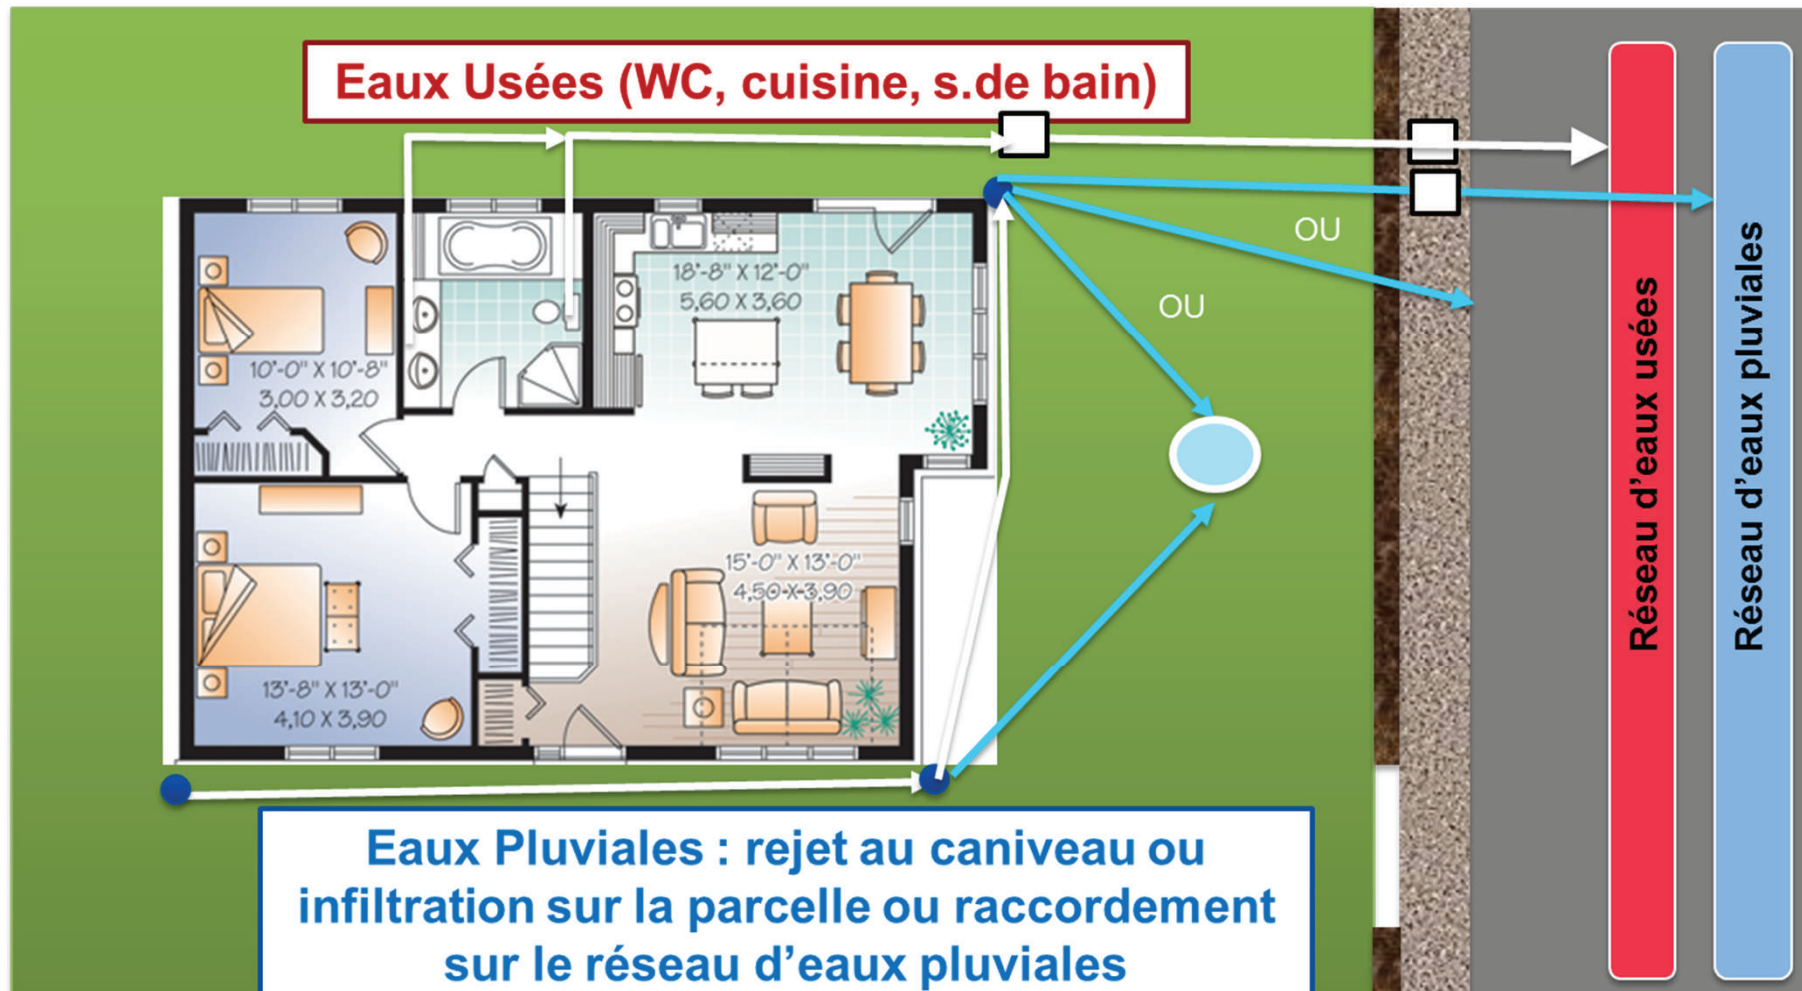 Eaux Usées (WC, cuisine, s.de bain)
OU
OU
18'-8" X 12'-0"
5,60 X 3,60
10'-0" X 10'-8"
3,00 X 3,20
15'-0" X 13'-0"
4,50 X 3,90
13'-8" X 13'-0"
4,10 X 3,90
Réseau d'eaux usées
Réseau d'eaux pluviales
Eaux Pluviales : rejet au caniveau ou
infiltration sur la parcelle ou raccordement
sur le réseau d'eaux pluviales